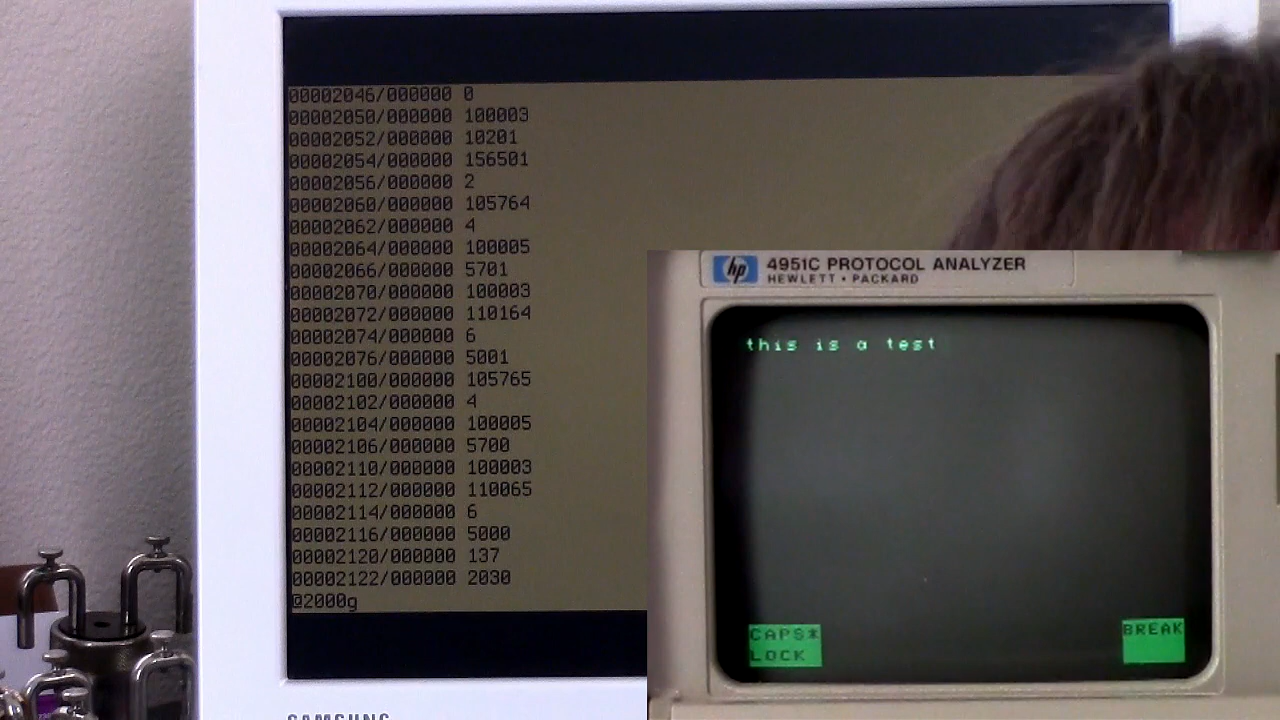 00002046/000000 0
00002050/000000 100003
00002052/000000 10201
00002054/000000 156501
00002056/000000 2
00002060/000000 105764
00002062/000000 4
00002064/000000 100005
00002066/000000 5701
00002070/000000 100003
00002072/000000 110164
00002074/000000 6
00002076/000000 5001
00002100/000000 105765
00002102/000000 4
00002104/000000 100005
00002106/000000 5700
00002110/000000 100003
00002112/000000 110065
00002114/000000 6
00002116/000000 5000
00002120/000000 137
00002122/000000 2030
@2000g
SAMSUNG
hp 4951C PROTOCOL ANALYZER
HEWLETT • PACKARD
this is a test
CAPS*
LOCK
BREAK